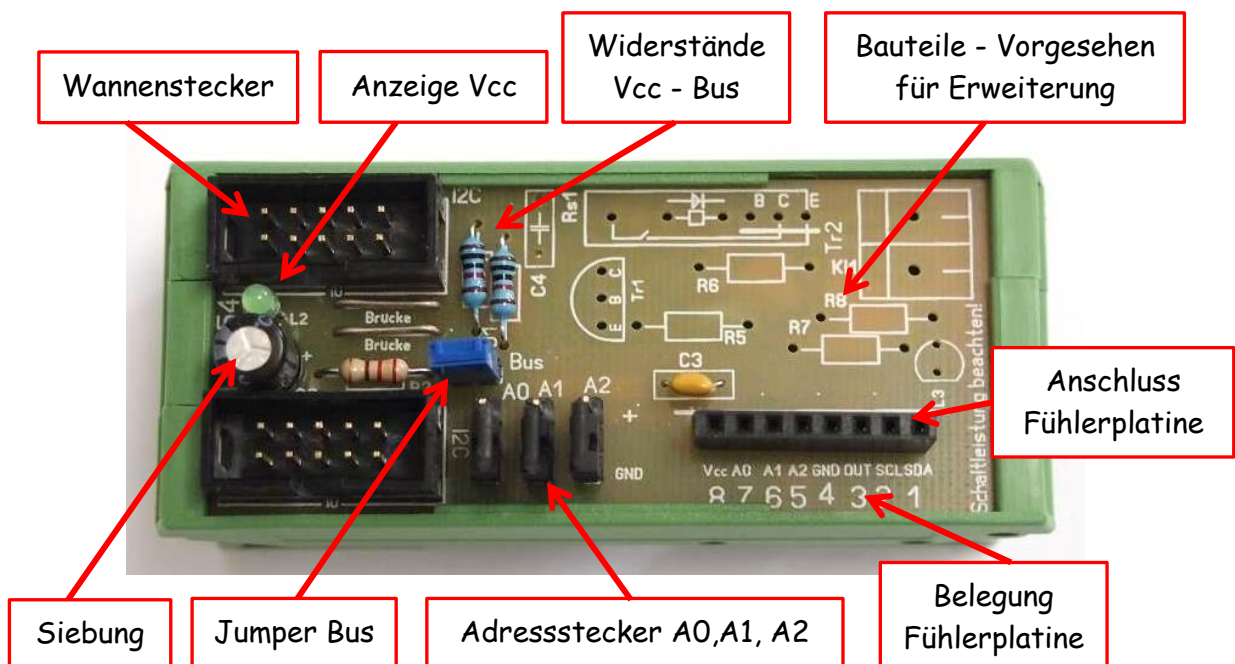 Wannenstecker
Anzeige Vcc
Widerstände
Vcc - Bus
Bauteile - Vorgesehen
für Erweiterung
I2C
C4
Rs1
B C E
Tr2
Kl1
R6
R8
C
B
E
Tr1
R5
R7
L2
Brücke
Brücke
+
Bus
A0 A1 A2
C3
+
I2C
GND
L3
Schaltleistung beachten!
Anschluss
Fühlerplatine
Vcc A0 A1 A2 GND OUT SCL SDA
8 7 6 5 4 3 2 1
Siebung
Jumper Bus
Adressstecker A0,A1, A2
Belegung
Fühlerplatine